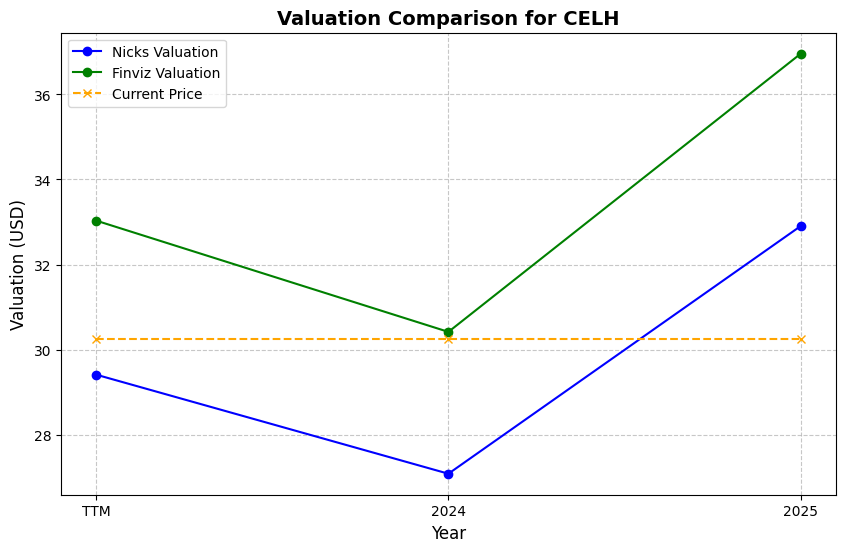 Valuation Comparison for CELH
Nicks Valuation
Finviz Valuation
Current Price
Valuation (USD)
36
34
32
30
28
TTM
2024
2025
Year